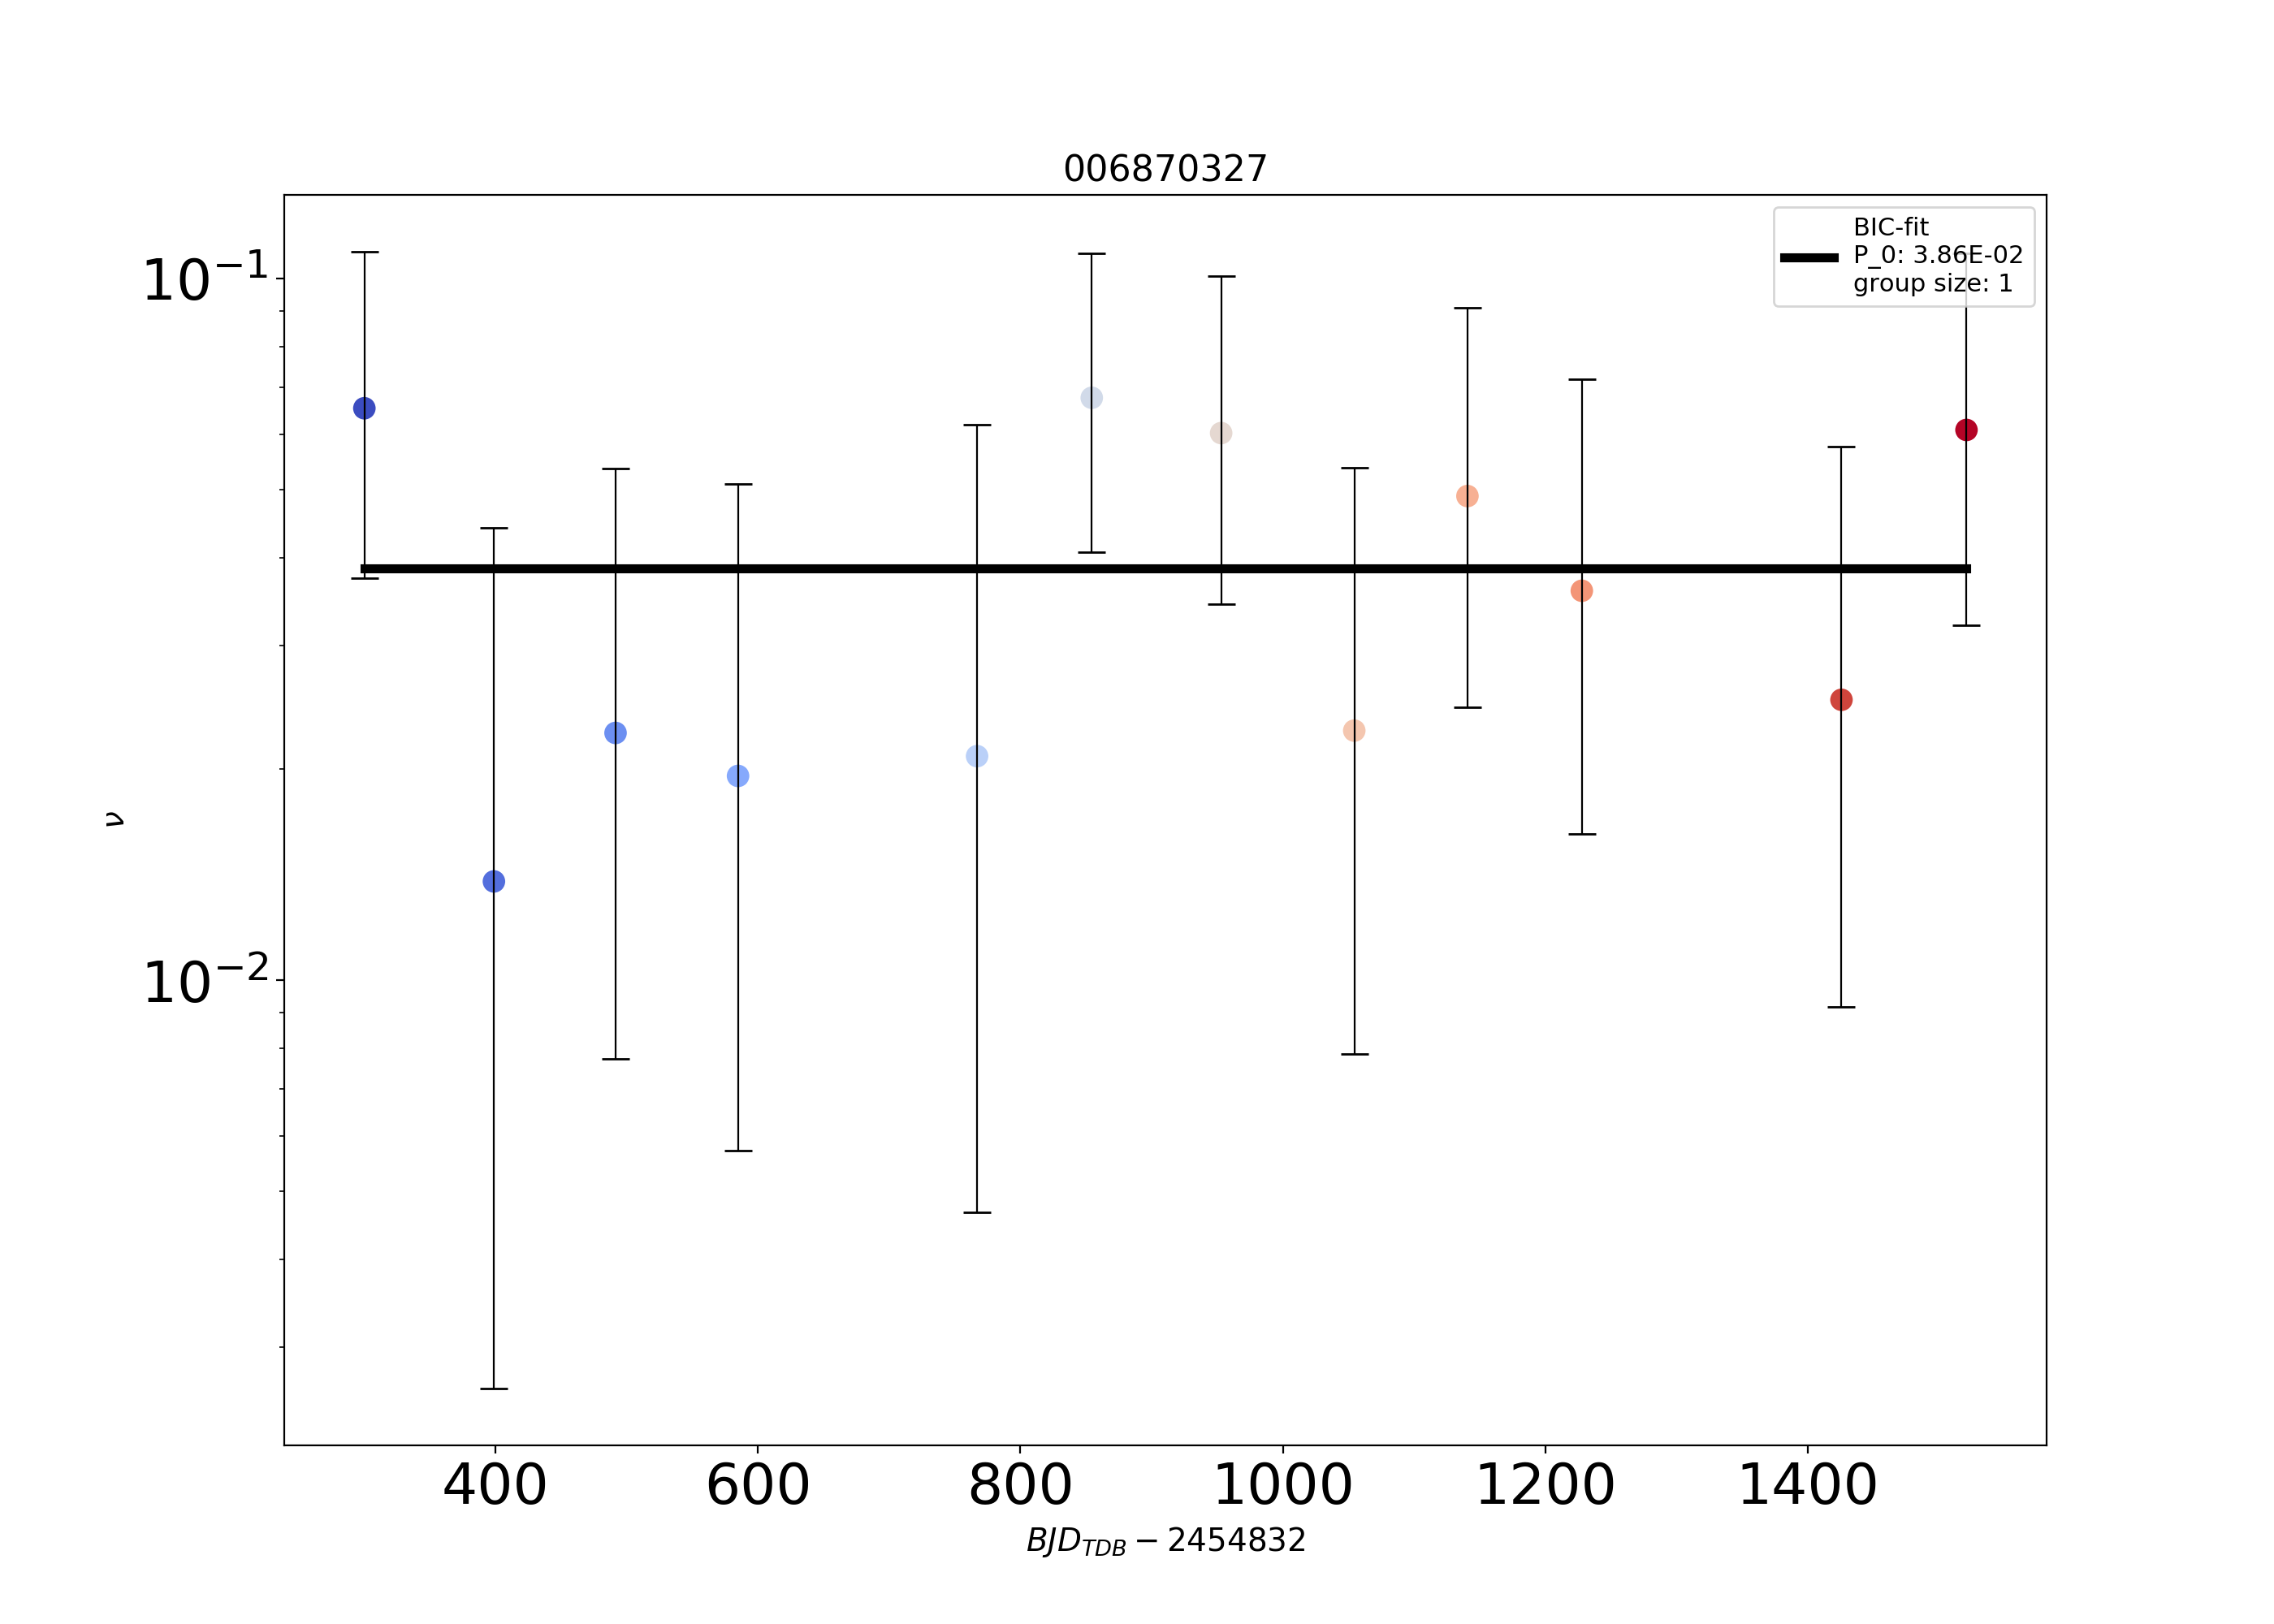 006870327
BIC-fit
P_0: 3.86E-02
group size: 1
10⁻¹
10⁻²
ν
400 600 800 1000 1200 1400
BJD_TDB − 2454832